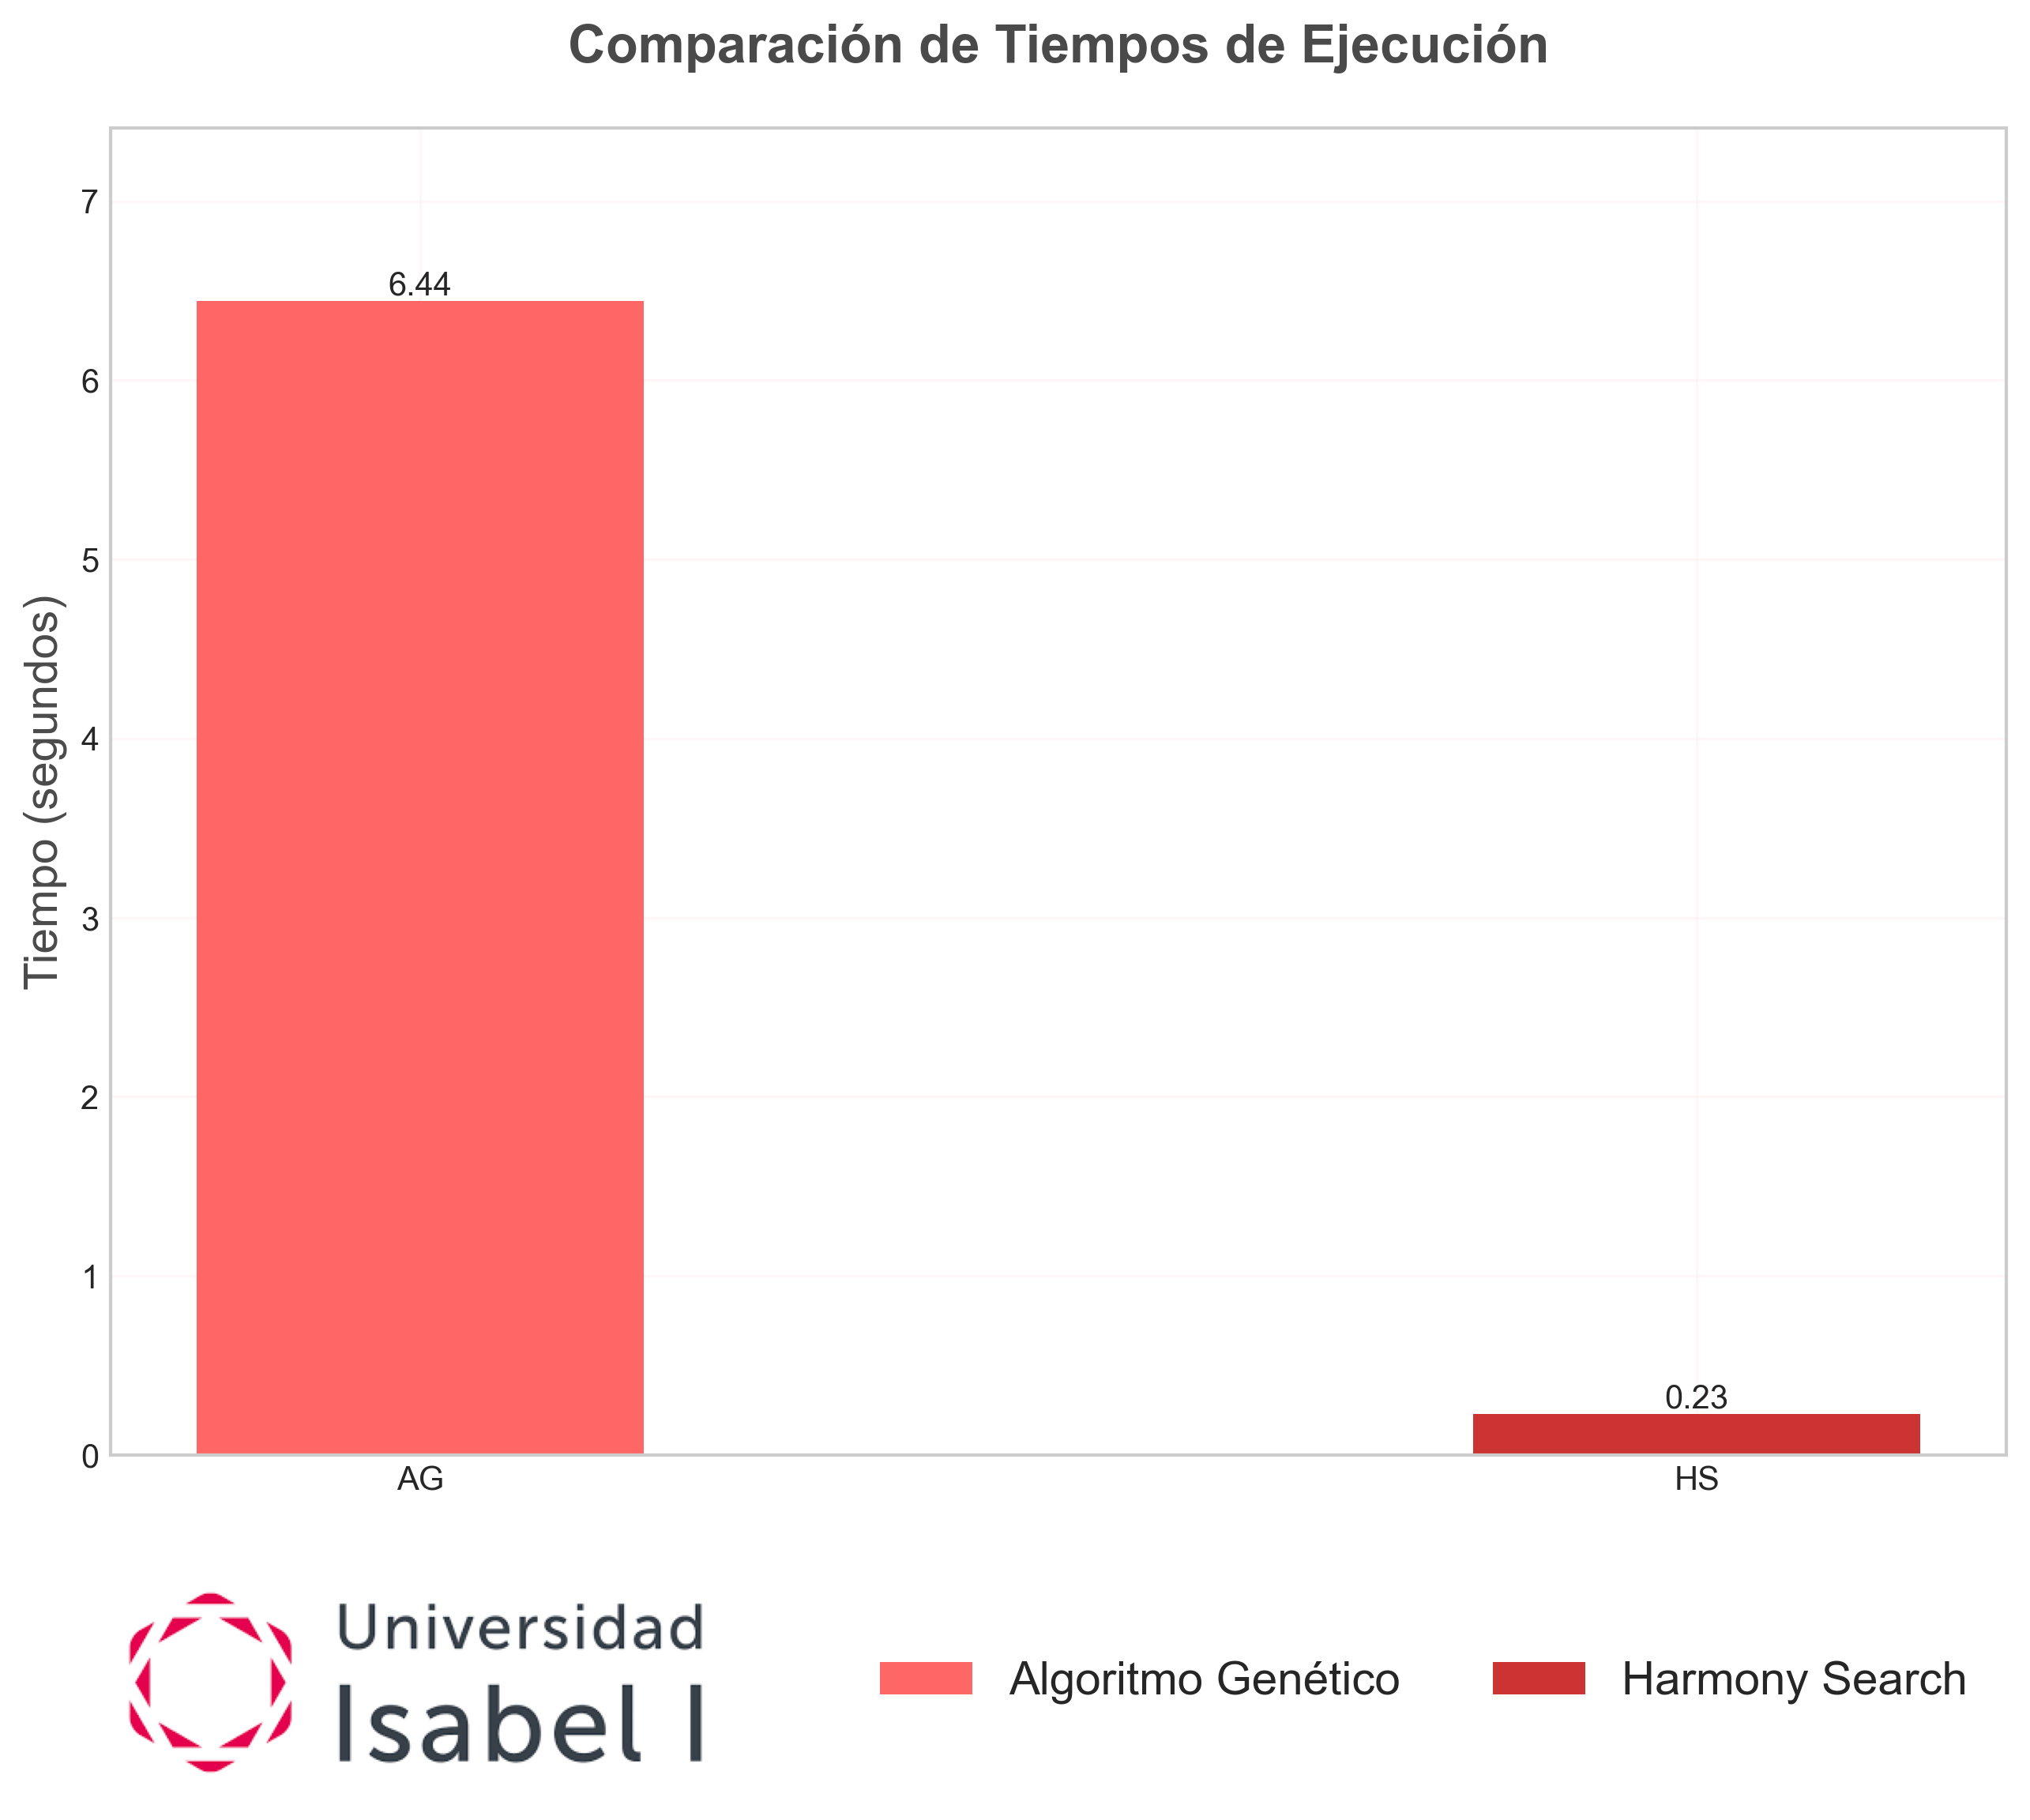 Comparación de Tiempos de Ejecución
Tiempo (segundos)
7
6
5
4
3
2
1
0
6.44
0.23
AG
HS
Universidad
Isabel I
Algoritmo Genético
Harmony Search